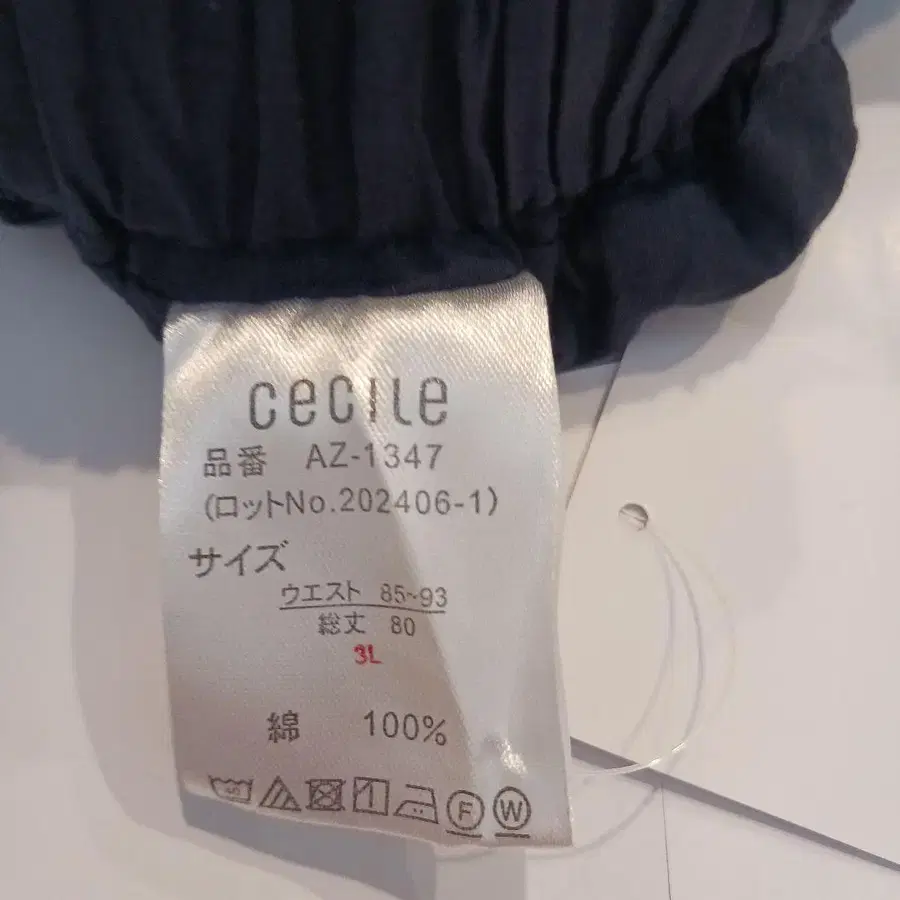 cecile
品番 AZ-1347
(ロットNo.202406-1)
サイズ
ウエスト 85~93
総丈 80
3L
綿 100%
F W